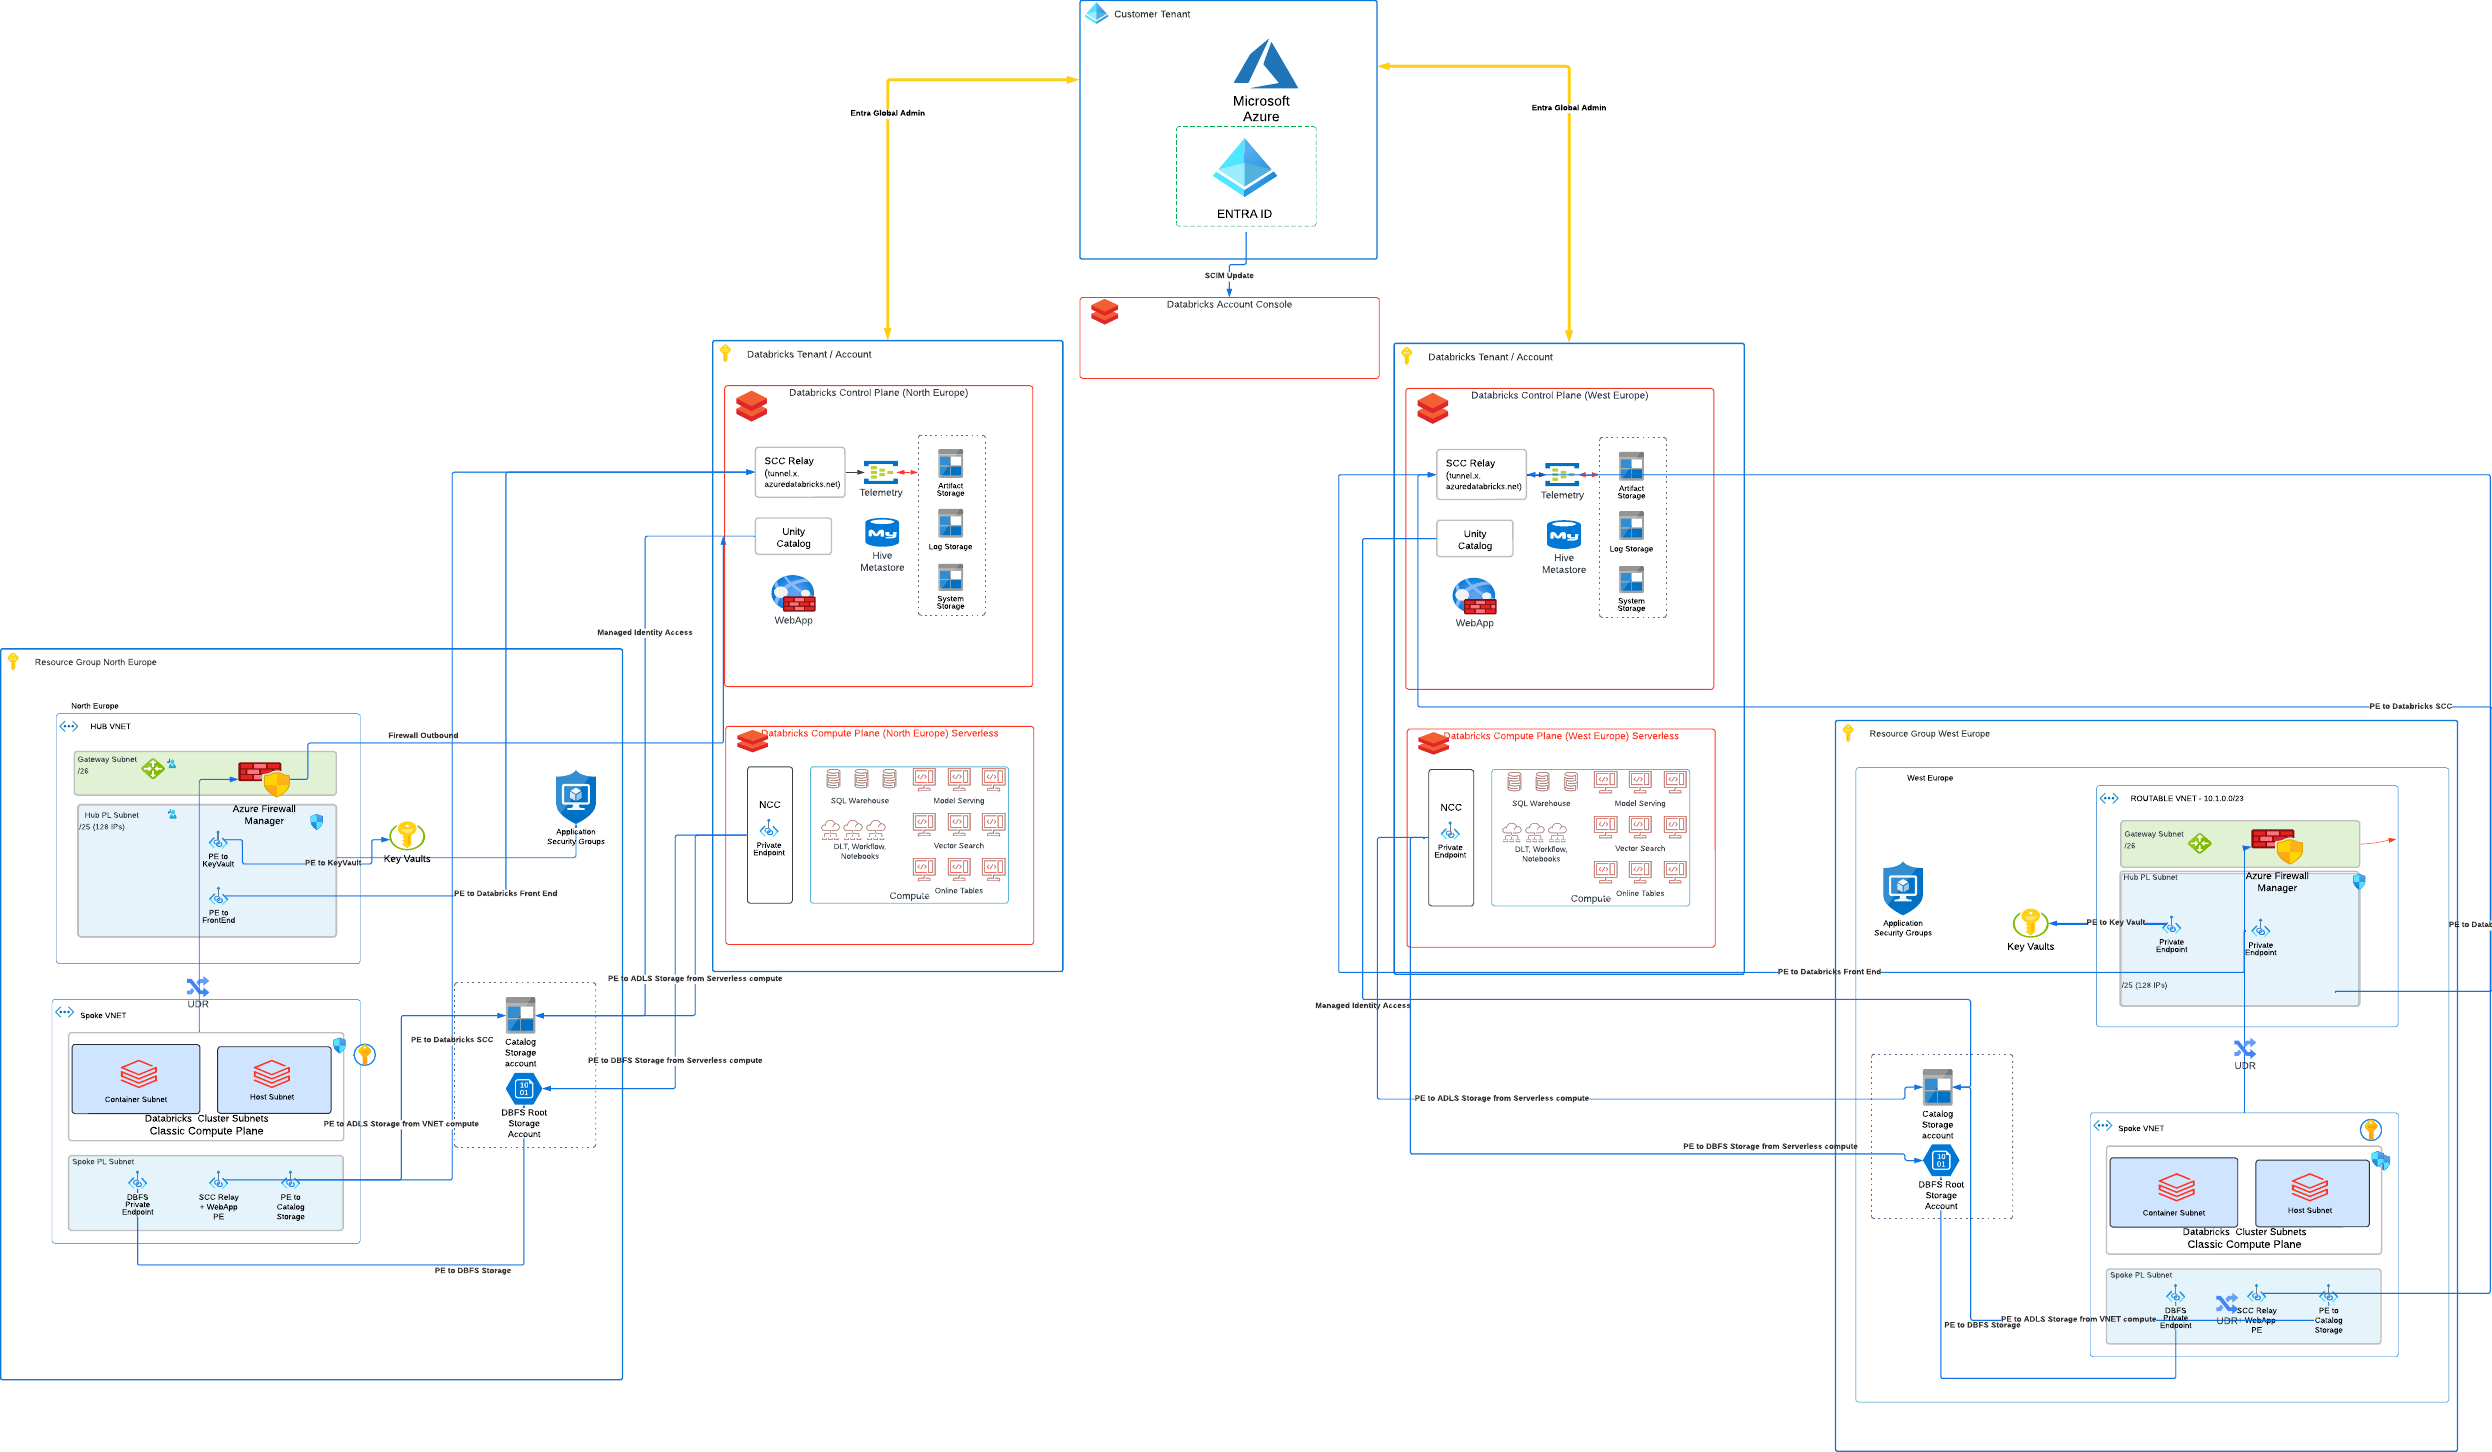 Customer Tenant
Microsoft
Azure
ENTRA ID
Entra Global Admin
Entra Global Admin
SCIM Update
Databricks Account Console
Databricks Tenant / Account
Databricks Control Plane (North Europe)
SCC Relay
(tunnel.x.
azuredatabricks.net)
Telemetry
Artifact
Storage
Unity
Catalog
Hive
Metastore
Log Storage
WebApp
System
Storage
Databricks Compute Plane (North Europe) Serverless
NCC
Private
Endpoint
SQL Warehouse
Model Serving
DLT, Workflow,
Notebooks
Vector Search
Online Tables
Compute
Databricks Tenant / Account
Databricks Control Plane (West Europe)
SCC Relay
(tunnel.x.
azuredatabricks.net)
Telemetry
Artifact
Storage
Unity
Catalog
Hive
Metastore
Log Storage
WebApp
System
Storage
Databricks Compute Plane (West Europe) Serverless
NCC
Private
Endpoint
SQL Warehouse
Model Serving
DLT, Workflow,
Notebooks
Vector Search
Online Tables
Compute
Managed Identity Access
Resource Group North Europe
North Europe
HUB VNET
Firewall Outbound
Gateway Subnet
/26
Azure Firewall
Manager
Hub PL Subnet
/25 (128 IPs)
PE to
KeyVault
PE to KeyVault
Key Vaults
Application
Security Groups
PE to
FrontEnd
PE to Databricks Front End
UDR
Spoke VNET
Container Subnet
Host Subnet
Databricks Cluster Subnets
Classic Compute Plane
Spoke PL Subnet
DBFS
Private
Endpoint
SCC Relay
+ WebApp
PE
PE to
Catalog
Storage
PE to ADLS Storage from Serverless compute
Catalog
Storage
account
PE to Databricks SCC
PE to DBFS Storage from Serverless compute
DBFS Root
Storage
Account
PE to ADLS Storage from VNET compute
PE to DBFS Storage
PE to Databricks SCC
Resource Group West Europe
West Europe
ROUTABLE VNET - 10.1.0.0/23
Gateway Subnet
/26
Azure Firewall
Manager
Hub PL Subnet
Application
Security Groups
Key Vaults
PE to Key Vault
Private
Endpoint
Private
Endpoint
PE to Datab
PE to Databricks Front End
/25 (128 IPs)
Managed Identity Access
UDR
PE to ADLS Storage from Serverless compute
Catalog
Storage
account
PE to DBFS Storage from Serverless compute
DBFS Root
Storage
Account
Spoke VNET
Container Subnet
Host Subnet
Databricks Cluster Subnets
Classic Compute Plane
Spoke PL Subnet
DBFS
Private
Endpoint
UDR
SCC Relay
+ WebApp
PE
PE to
Catalog
Storage
PE to ADLS Storage from VNET compute
PE to DBFS Storage